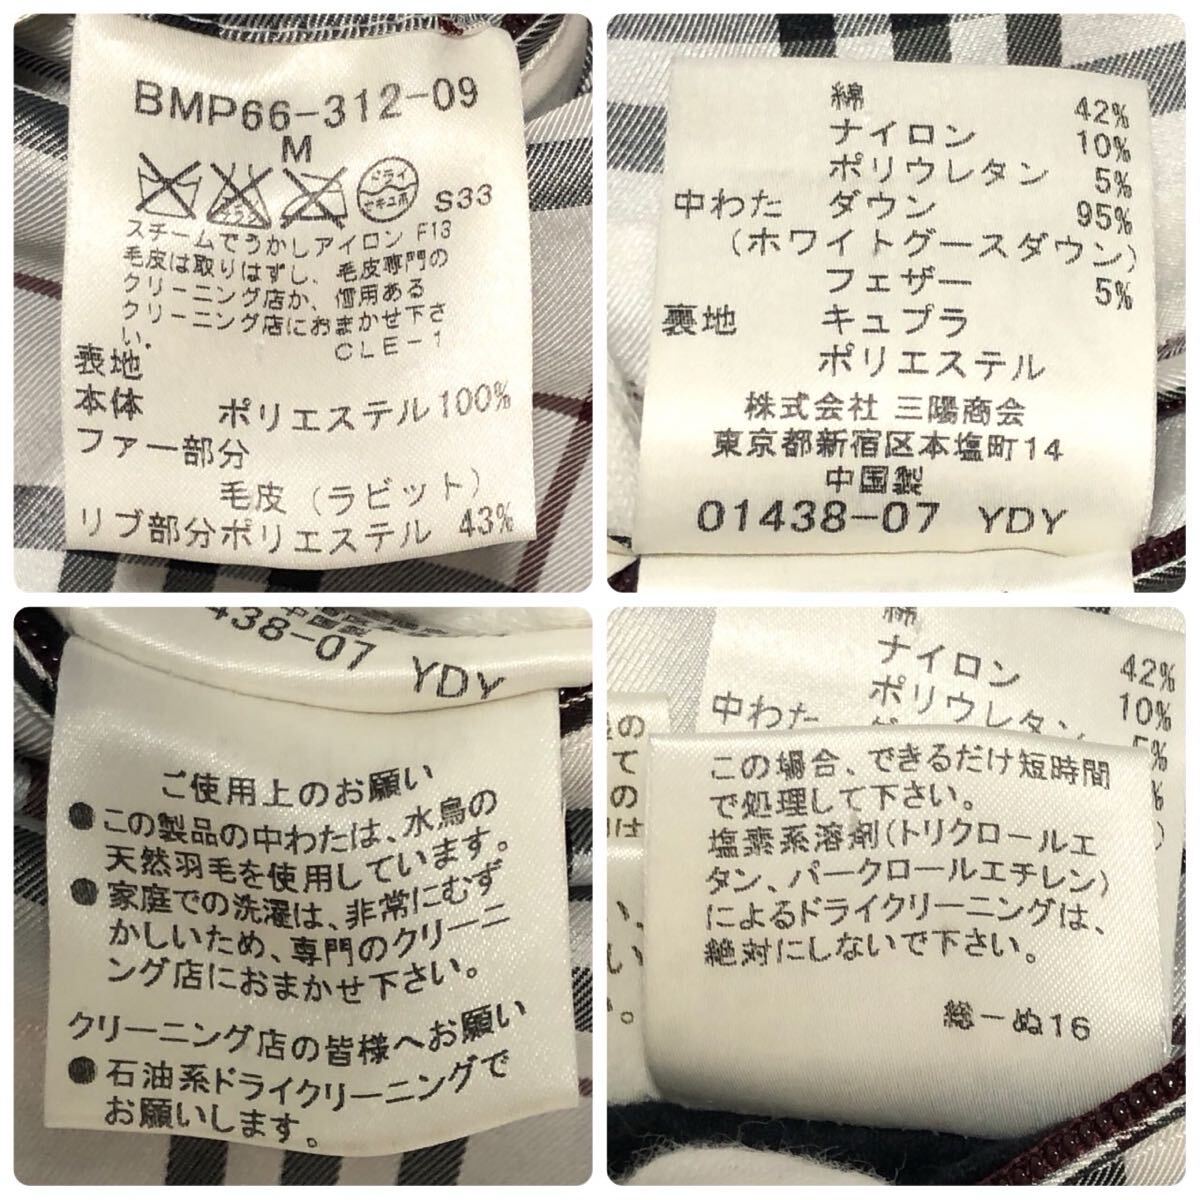 BMP66-312-09
M
ドライ
セキユ系
S33
スチームでうかしアイロン F13
毛皮は取りはずし、毛皮専門の
クリーニング店か、信用ある
クリーニング店におまかせ下さ
い。
CLE-1
表地
本体 ポリエステル100%
ファー部分
毛皮（ラビット）
リブ部分ポリエステル 43%
綿 42%
ナイロン 10%
ポリウレタン 5%
中わた ダウン 95%
(ホワイトグースダウン)
フェザー 5%
裏地 キュプラ
ポリエステル
株式会社 三陽商会
東京都新宿区本塩町14
中国製
01438-07 YDY
中国製
438-07 YDY
ご使用上のお願い
●この製品の中わたは、水鳥の
天然羽毛を使用しています。
●家庭での洗濯は、非常にむず
かしいため、専門のクリーニ
ング店におまかせ下さい。
クリーニング店の皆様へお願い
●石油系ドライクリーニングで
お願いします。
綿 42%
ナイロン 10%
ポリウレタン 5%
中わた
この場合、できるだけ短時間
で処理して下さい。
塩素系溶剤(トリクロールエ
タン、パークロールエチレン)
によるドライクリーニングは、
絶対にしないで下さい。
総-ぬ16